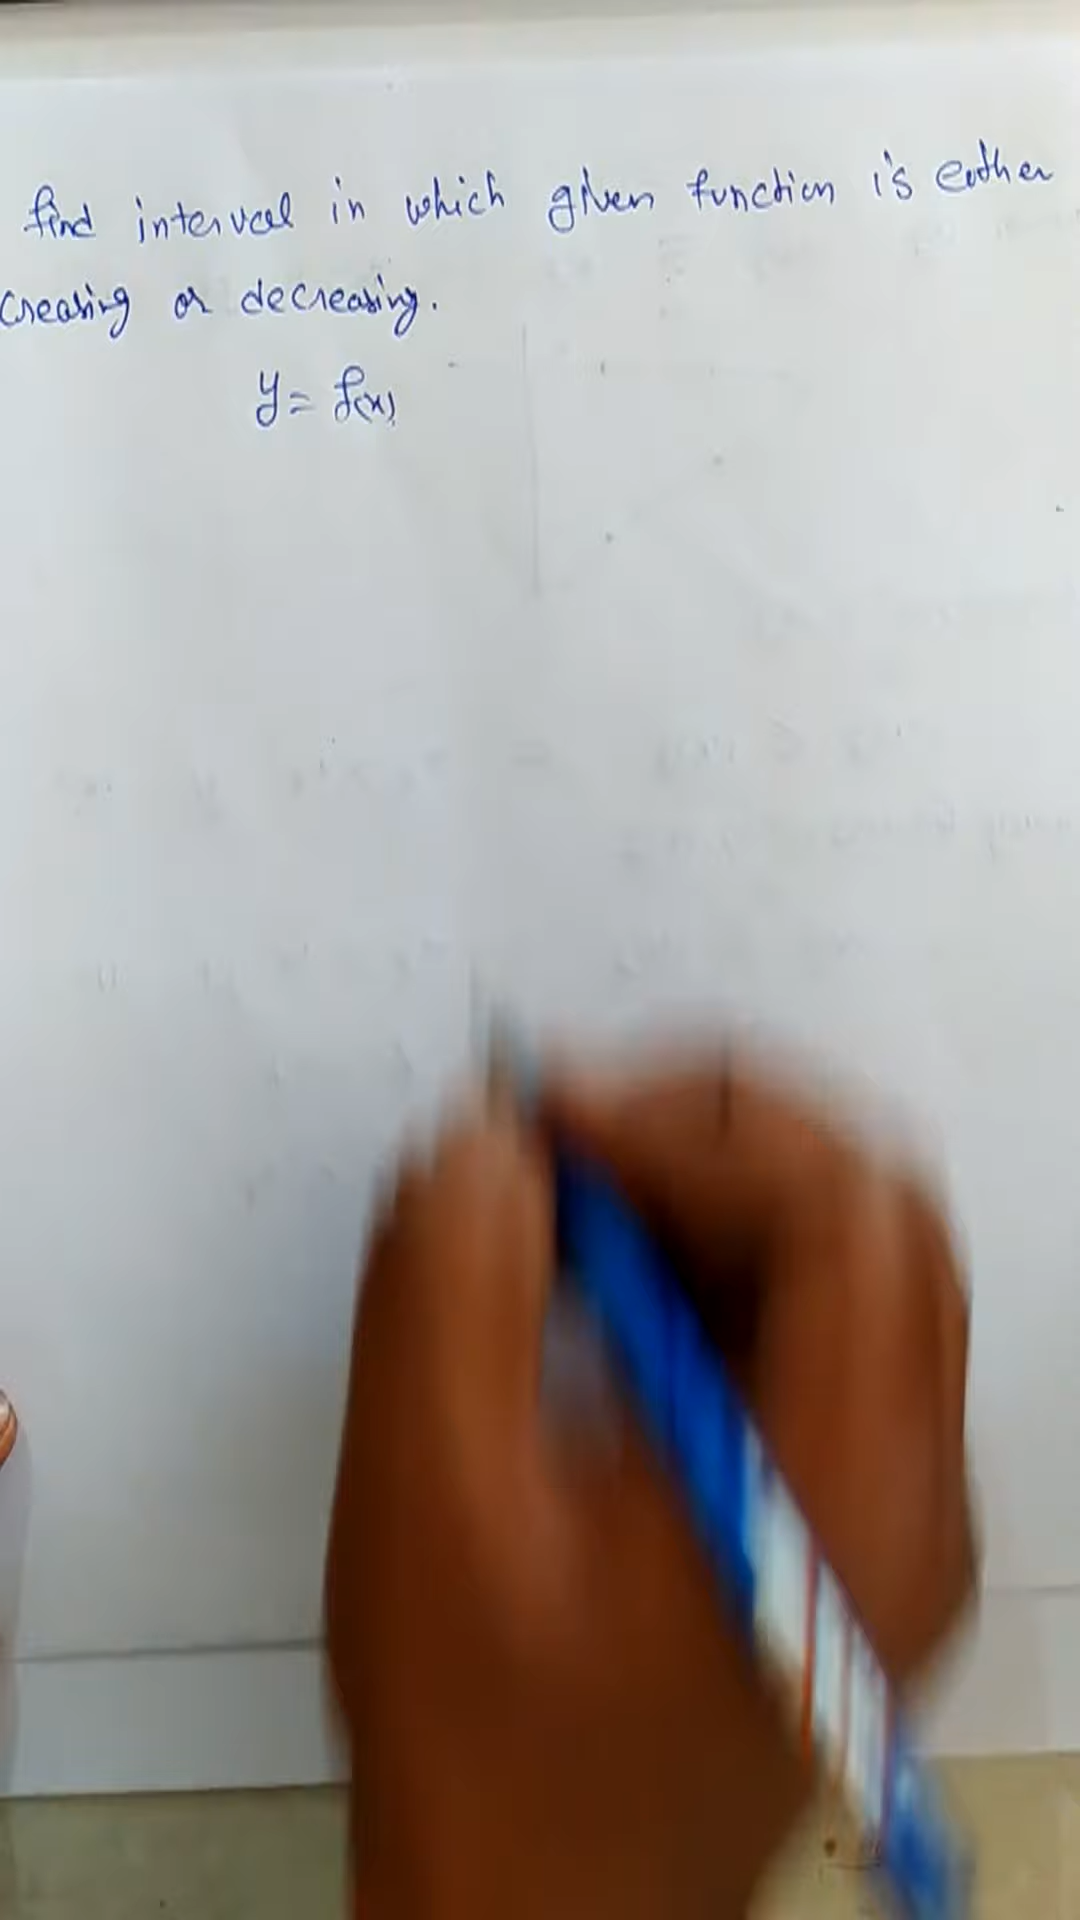 find interval in which given function is either
creasing or decreasing.
y = f(x)